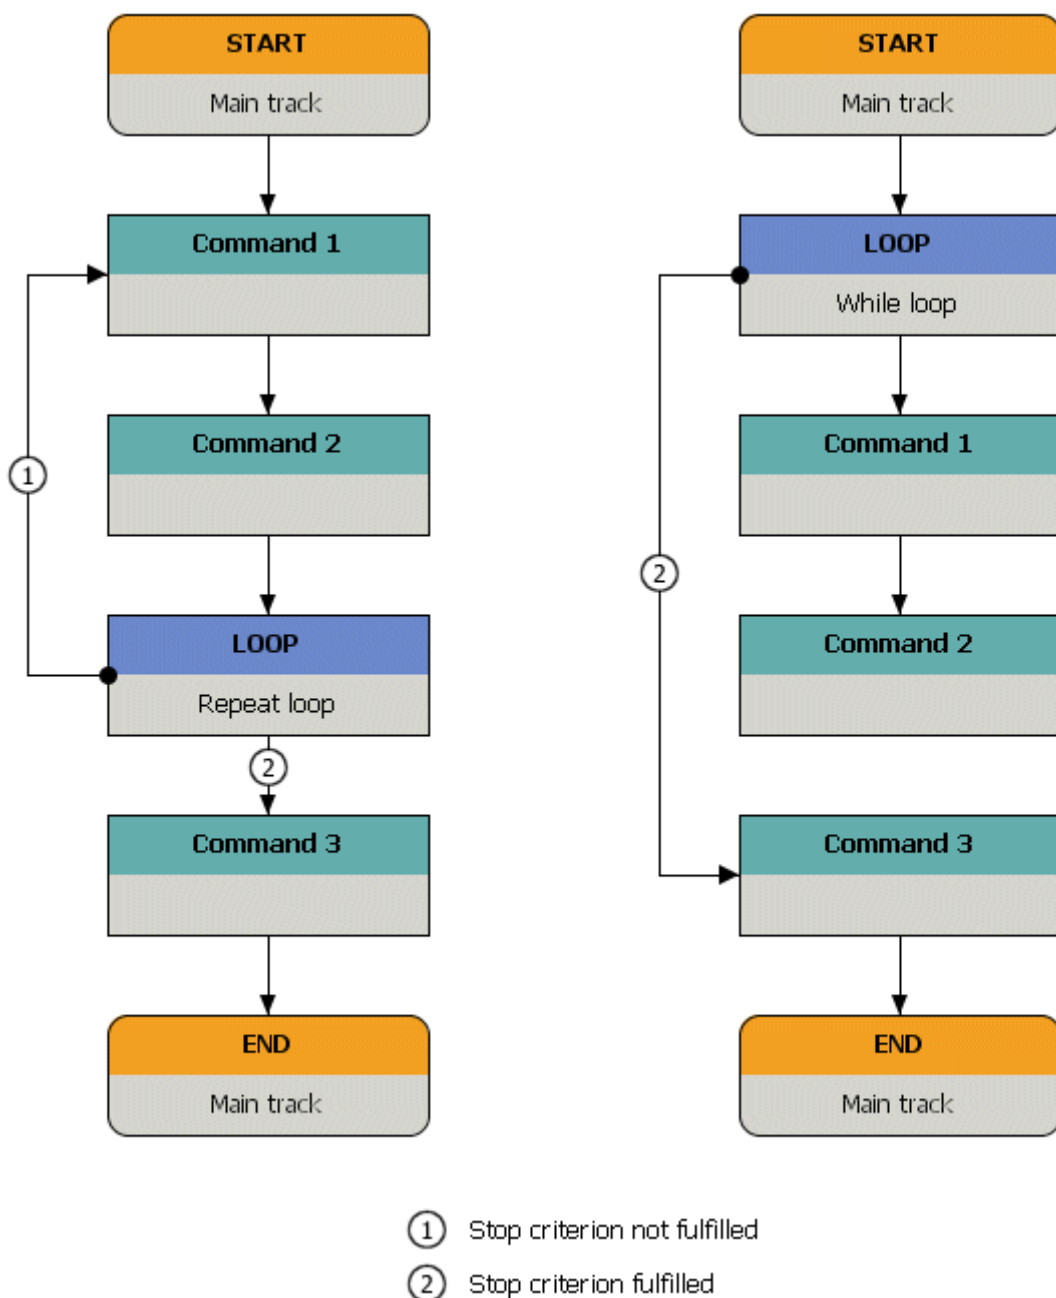 START
Main track
Command 1
Command 2
1
LOOP
Repeat loop
2
Command 3
END
Main track
START
Main track
LOOP
While loop
Command 1
2
Command 2
Command 3
END
Main track
1 Stop criterion not fulfilled
2 Stop criterion fulfilled